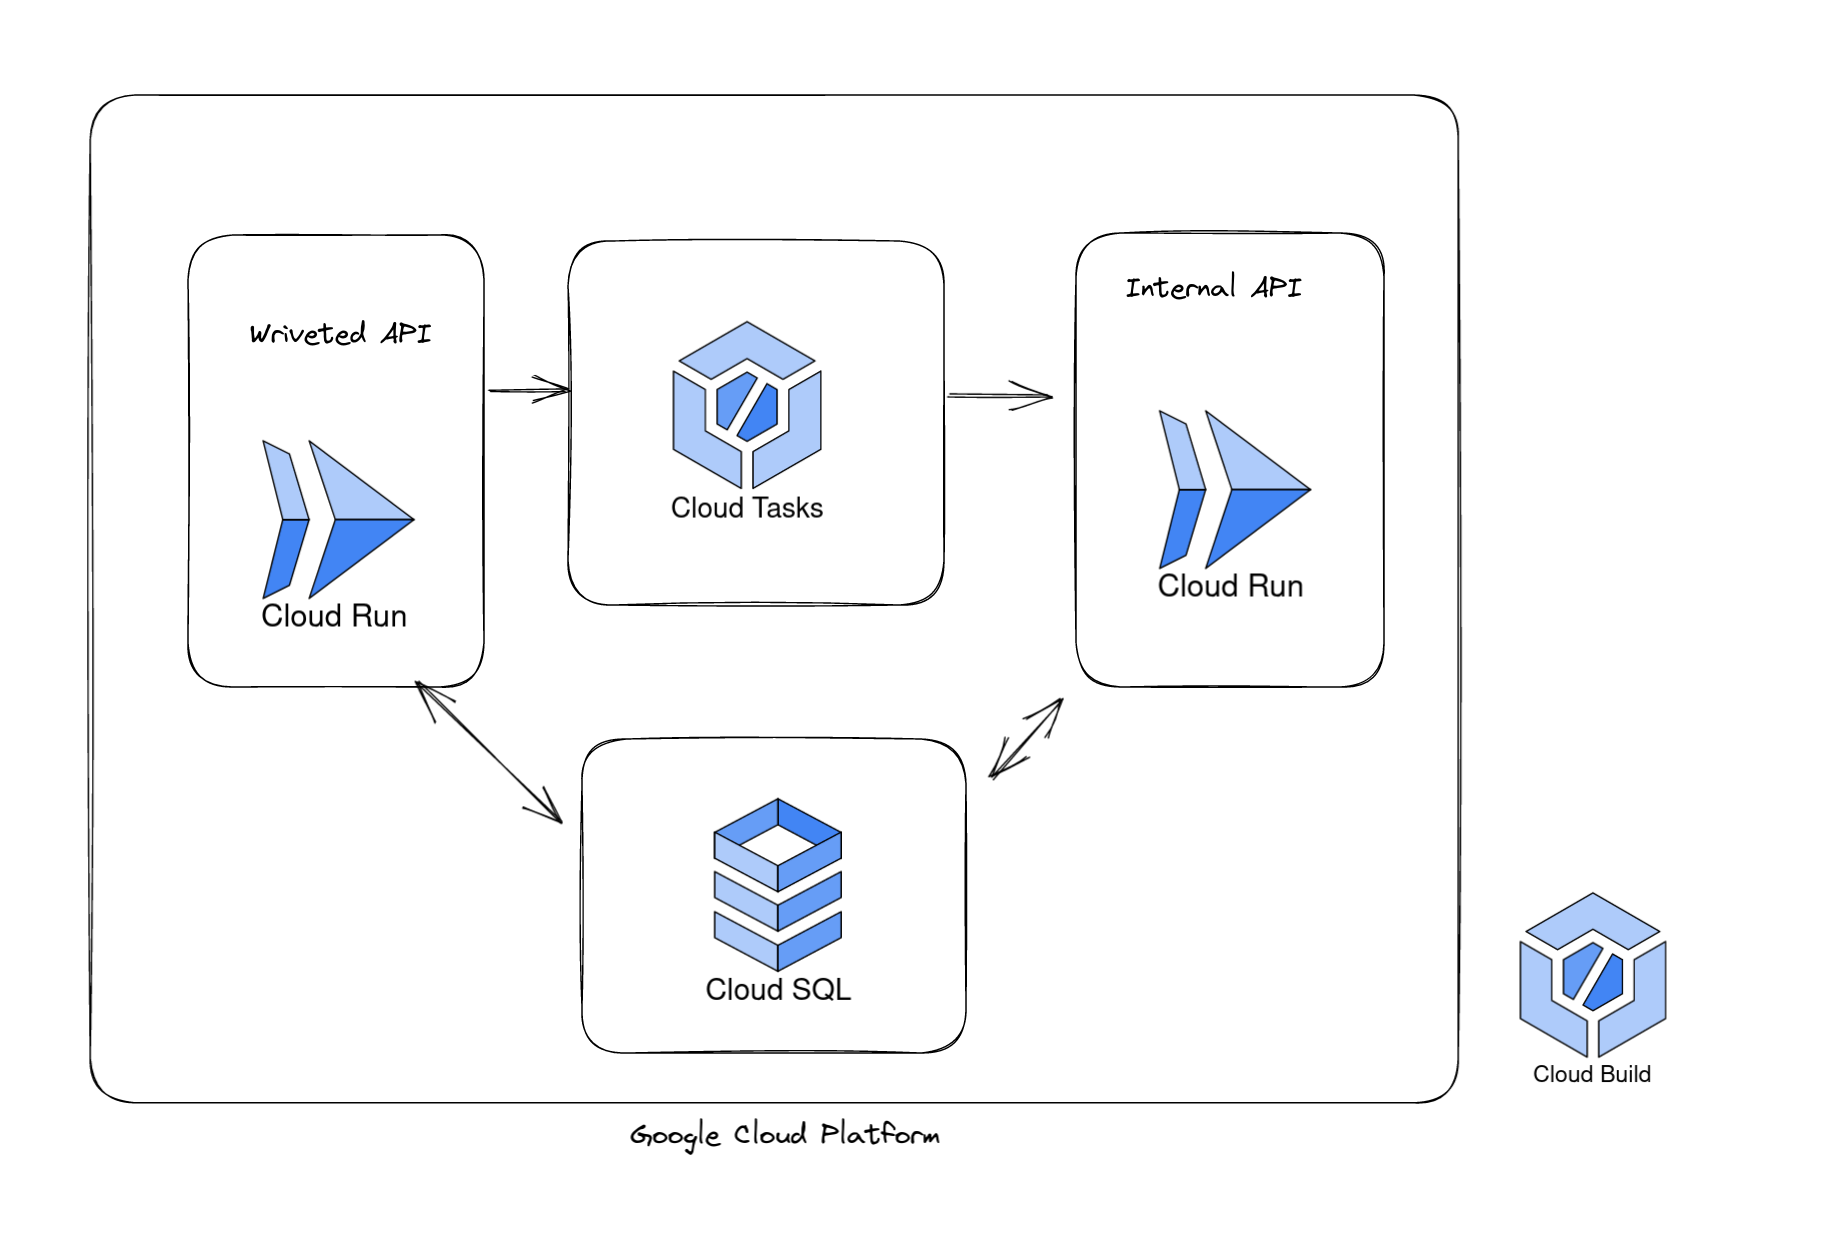 Wriveted API
Cloud Run
Cloud Tasks
Internal API
Cloud Run
Cloud SQL
Cloud Build
Google Cloud Platform